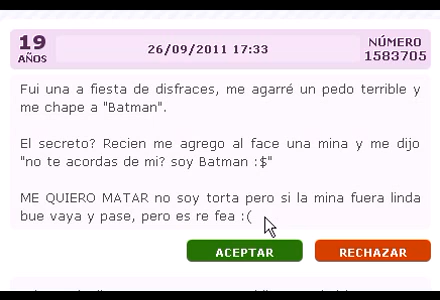 19
AÑOS
26/09/2011 17:33
NÚMERO
1583705
Fui una a fiesta de disfraces, me agarré un pedo terrible y
me chape a "Batman".
El secreto? Recien me agrego al face una mina y me dijo
"no te acordas de mi? soy Batman :$"
ME QUIERO MATAR no soy torta pero si la mina fuera linda
bue vaya y pase, pero es re fea :(
ACEPTAR
RECHAZAR